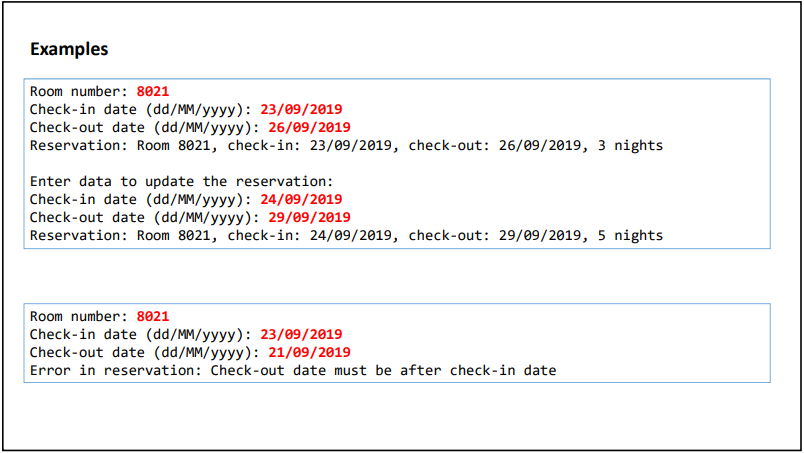 Examples
Room number: 8021
Check-in date (dd/MM/yyyy): 23/09/2019
Check-out date (dd/MM/yyyy): 26/09/2019
Reservation: Room 8021, check-in: 23/09/2019, check-out: 26/09/2019, 3 nights
Enter data to update the reservation:
Check-in date (dd/MM/yyyy): 24/09/2019
Check-out date (dd/MM/yyyy): 29/09/2019
Reservation: Room 8021, check-in: 24/09/2019, check-out: 29/09/2019, 5 nights
Room number: 8021
Check-in date (dd/MM/yyyy): 23/09/2019
Check-out date (dd/MM/yyyy): 21/09/2019
Error in reservation: Check-out date must be after check-in date